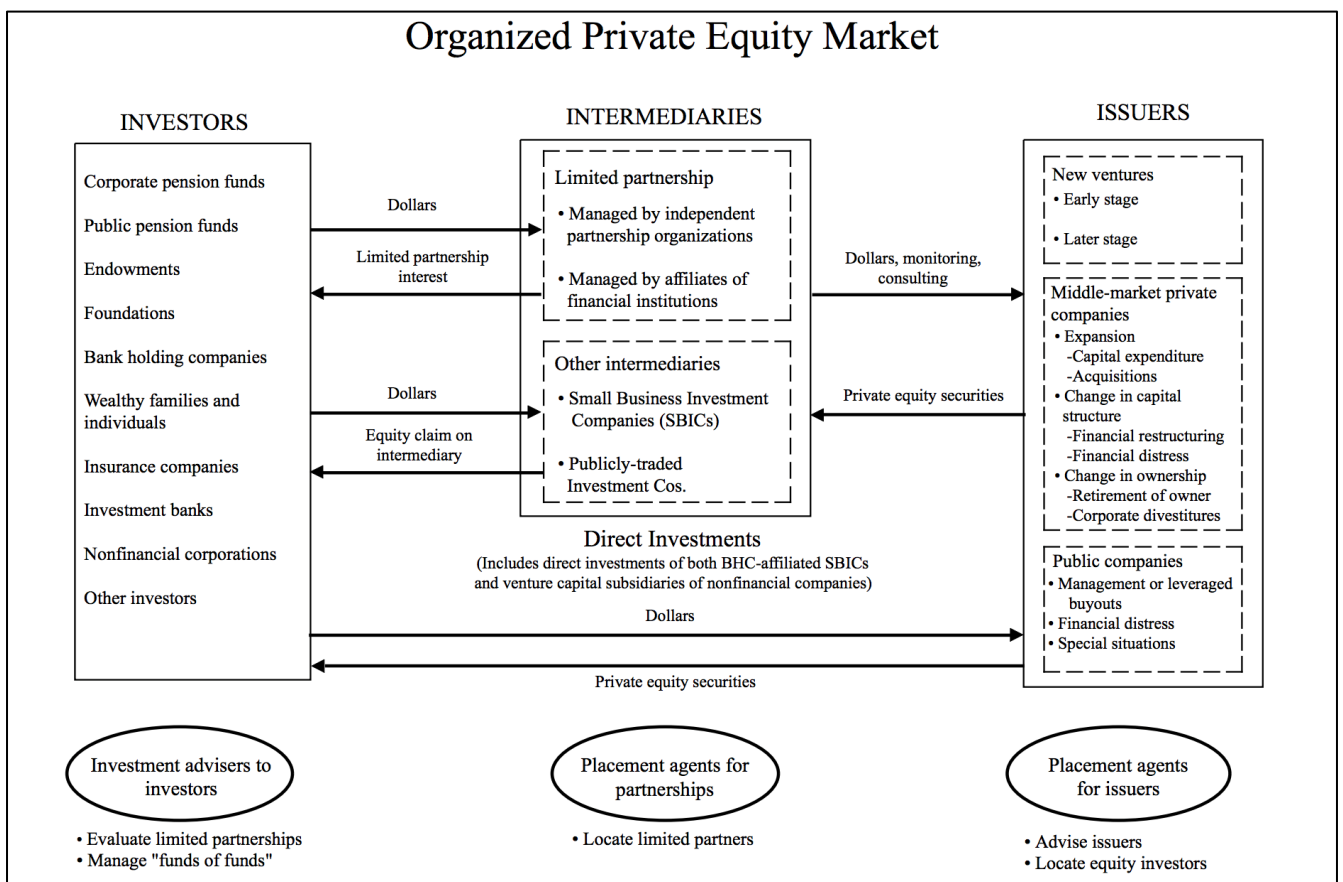 Organized Private Equity Market
INVESTORS
Corporate pension funds
Public pension funds
Endowments
Foundations
Bank holding companies
Wealthy families and
individuals
Insurance companies
Investment banks
Nonfinancial corporations
Other investors
Dollars
Limited partnership
interest
Dollars
Equity claim on
intermediary
INTERMEDIARIES
Limited partnership
• Managed by independent
partnership organizations
• Managed by affiliates of
financial institutions
Other intermediaries
• Small Business Investment
Companies (SBICs)
• Publicly-traded
Investment Cos.
Dollars, monitoring,
consulting
Private equity securities
ISSUERS
New ventures
• Early stage
• Later stage
Middle-market private
companies
• Expansion
-Capital expenditure
-Acquisitions
• Change in capital
structure
-Financial restructuring
-Financial distress
• Change in ownership
-Retirement of owner
-Corporate divestitures
Public companies
• Management or leveraged
buyouts
• Financial distress
• Special situations
Direct Investments
(Includes direct investments of both BHC-affiliated SBICs
and venture capital subsidiaries of nonfinancial companies)
Dollars
Private equity securities
Investment advisers to
investors
• Evaluate limited partnerships
• Manage "funds of funds"
Placement agents for
partnerships
• Locate limited partners
Placement agents
for issuers
• Advise issuers
• Locate equity investors